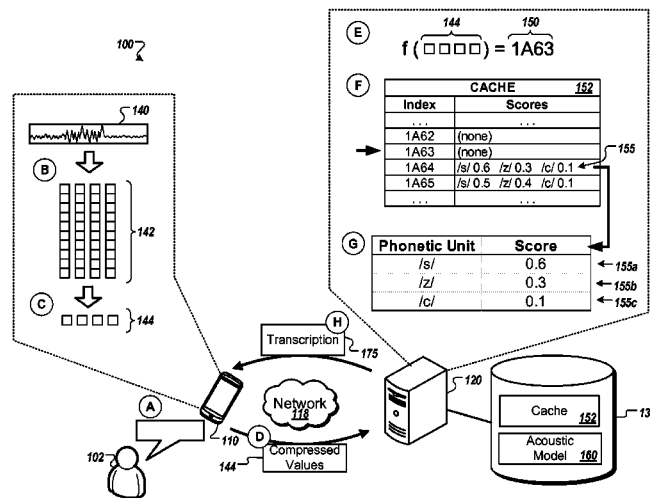 100
140
B
142
C
144
A
102
110
H
Transcription
175
Network
118
D
Compressed
Values
144
144
150
E
f ( □ □ □ □ ) = 1A63
F
CACHE 152
Index Scores
. . . . . .
1A62 (none)
1A63 (none)
1A64 /s/ 0.6 /z/ 0.3 /c/ 0.1
1A65 /s/ 0.5 /z/ 0.4 /c/ 0.1
. . . . . .
155
G
Phonetic Unit Score
/s/ 0.6 155a
/z/ 0.3 155b
/c/ 0.1 155c
120
Cache
152
Acoustic
Model 160
13